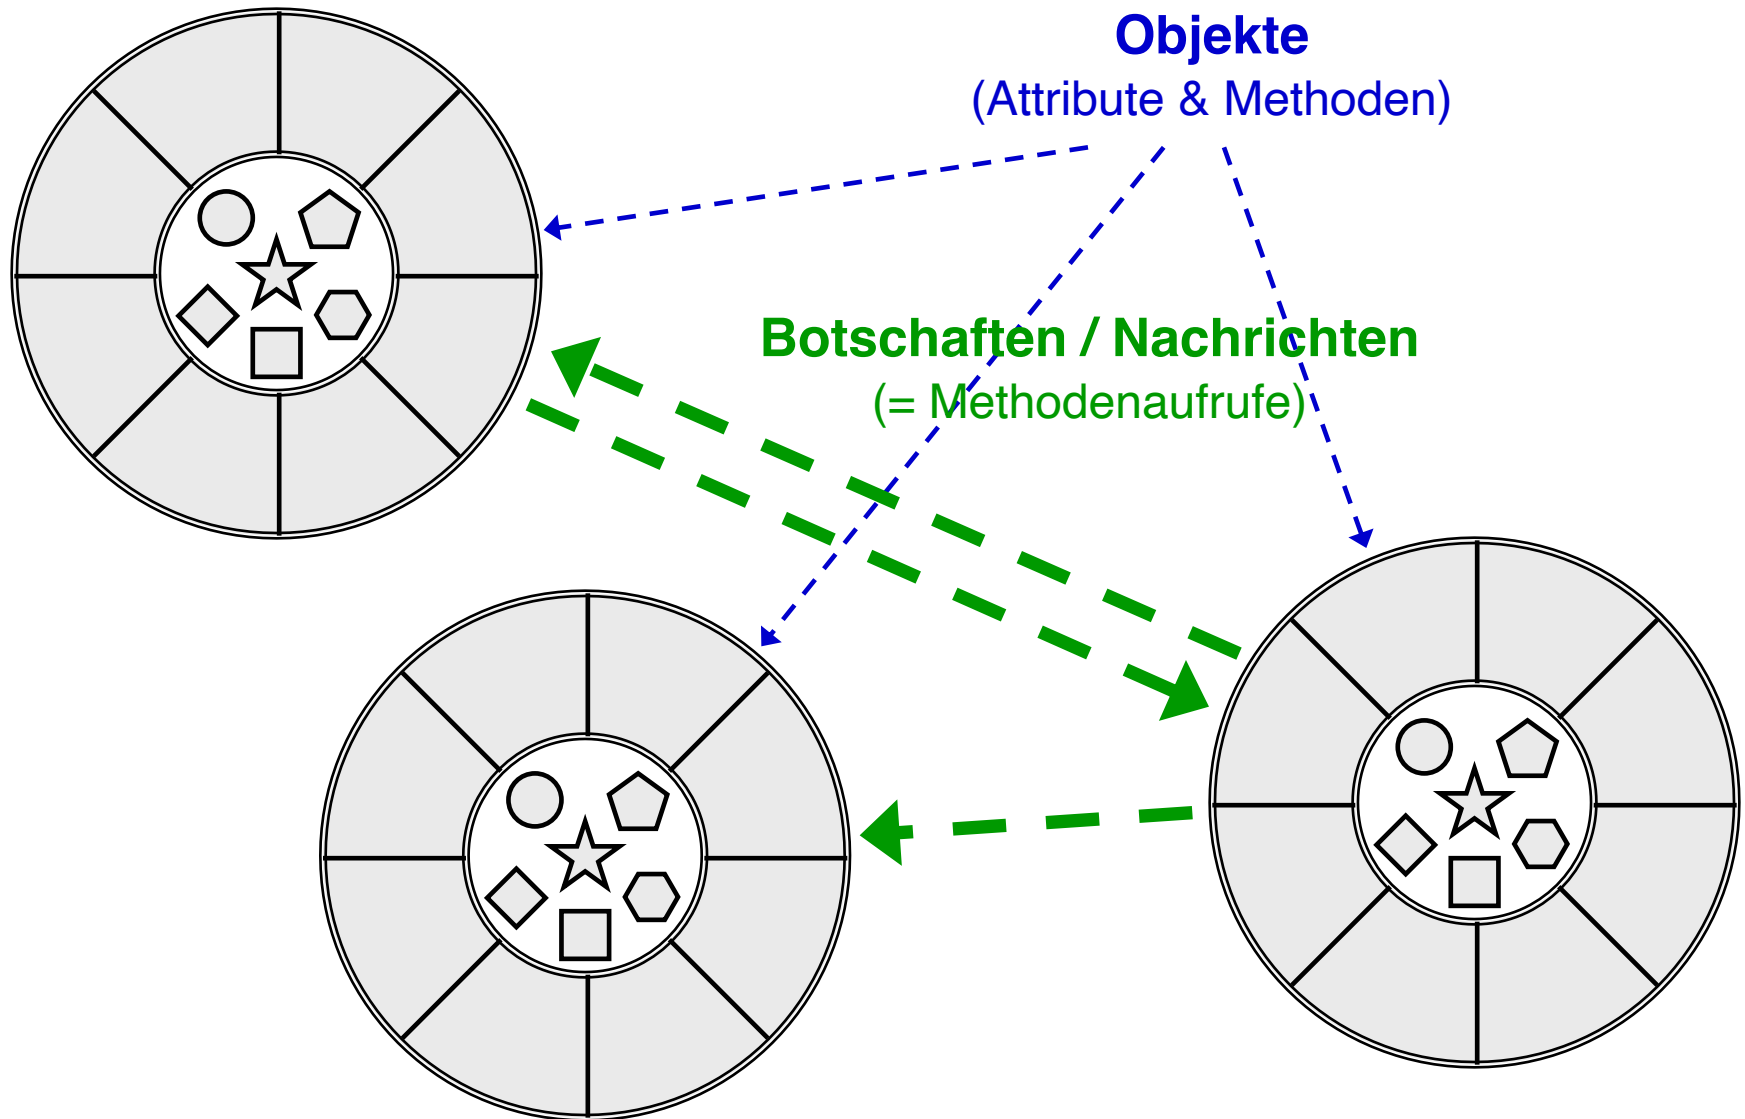 Objekte
(Attribute & Methoden)
Botschaften / Nachrichten
(= Methodenaufrufe)